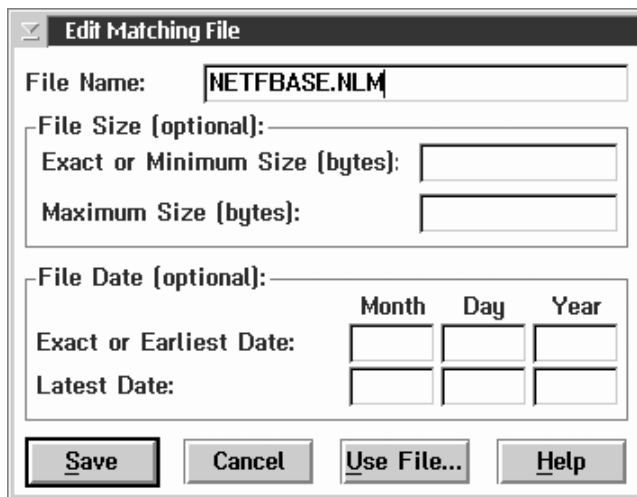 Edit Matching File
File Name: NETFBASE.NLM
File Size (optional):
Exact or Minimum Size (bytes):
Maximum Size (bytes):
File Date (optional):
Month Day Year
Exact or Earliest Date:
Latest Date:
Save Cancel Use File... Help